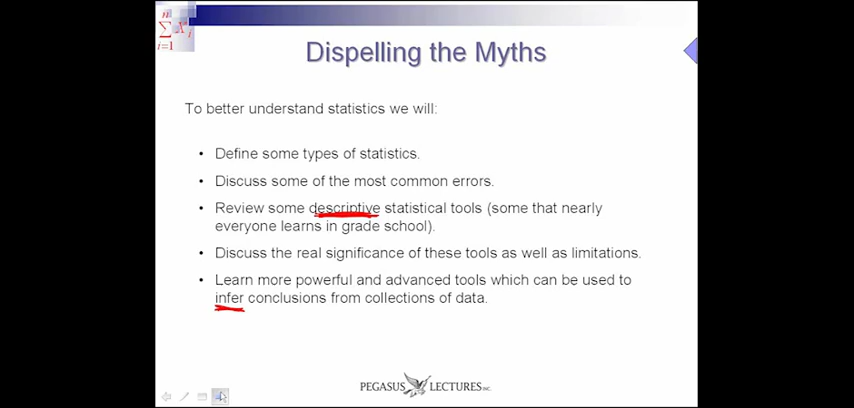 n
∑ Xi
i=1
Dispelling the Myths
To better understand statistics we will:
• Define some types of statistics.
• Discuss some of the most common errors.
• Review some descriptive statistical tools (some that nearly
everyone learns in grade school).
• Discuss the real significance of these tools as well as limitations.
• Learn more powerful and advanced tools which can be used to
infer conclusions from collections of data.
PEGASUS LECTURES INC.